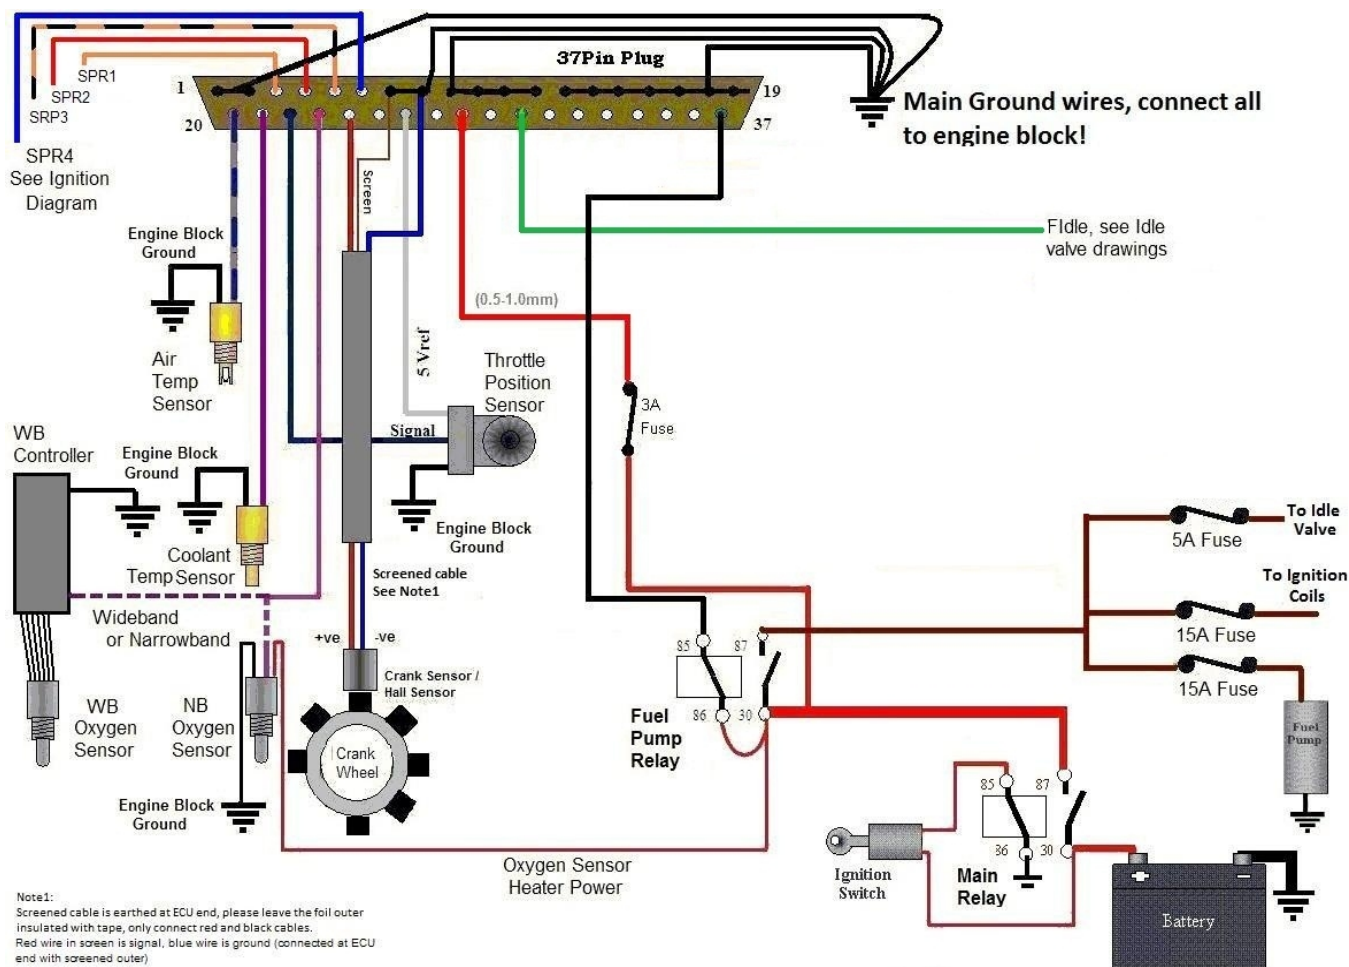 37Pin Plug
1
19
20
37
SPR1
SPR2
SRP3
SPR4
See Ignition
Diagram
Main Ground wires, connect all
to engine block!
Screen
Engine Block
Ground
FIdle, see Idle
valve drawings
(0.5-1.0mm)
5 Vref
Air
Temp
Sensor
Throttle
Position
Sensor
3A
Fuse
Signal
WB
Controller
Engine Block
Ground
Engine Block
Ground
Coolant
Temp Sensor
To Idle
Valve
5A Fuse
Screened cable
See Note1
To Ignition
Coils
15A Fuse
Wideband
or Narrowband
+ve
-ve
85
87
86
30
15A Fuse
Crank Sensor /
Hall Sensor
WB
Oxygen
Sensor
NB
Oxygen
Sensor
Fuel
Pump
Relay
Fuel
Pump
Crank
Wheel
Engine Block
Ground
85
87
36
30
Oxygen Sensor
Heater Power
Ignition
Switch
Main
Relay
+
-
Battery
Note1:
Screened cable is earthed at ECU end, please leave the foil outer
insulated with tape, only connect red and black cables.
Red wire in screen is signal, blue wire is ground (connected at ECU
end with screened outer)